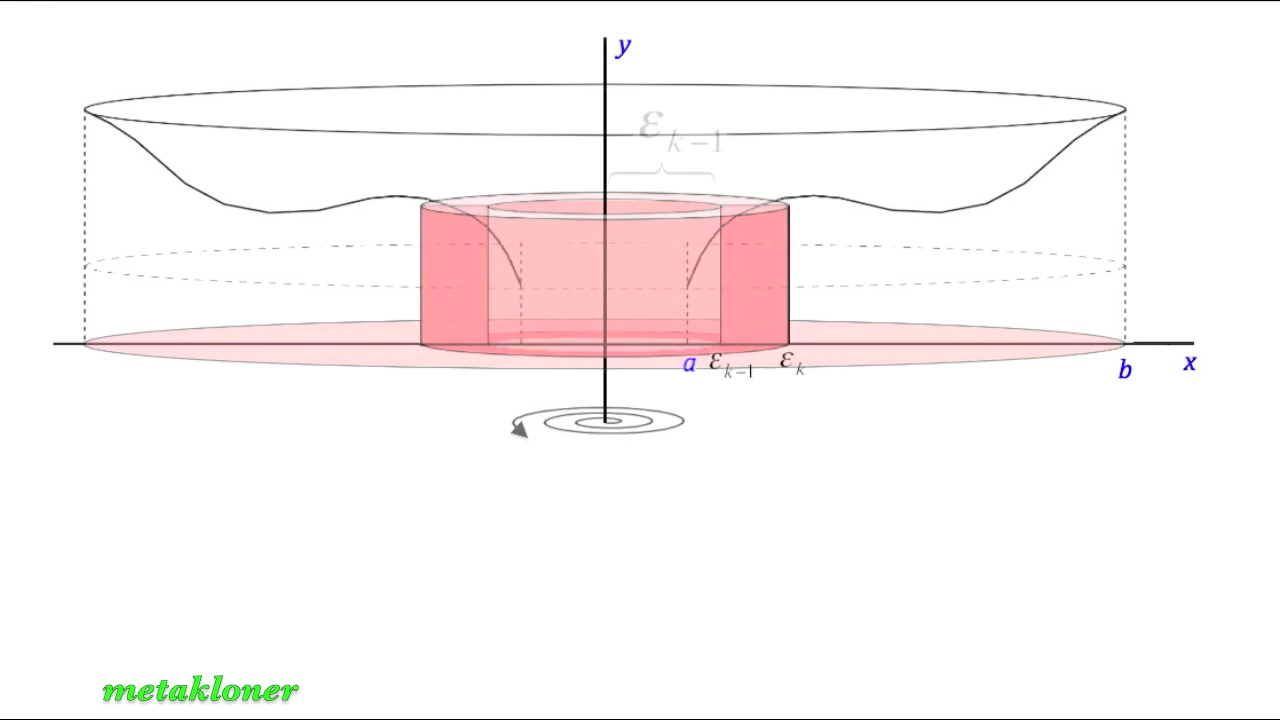 y
ε k−1
a ε k−1 ε k b x
metakloner